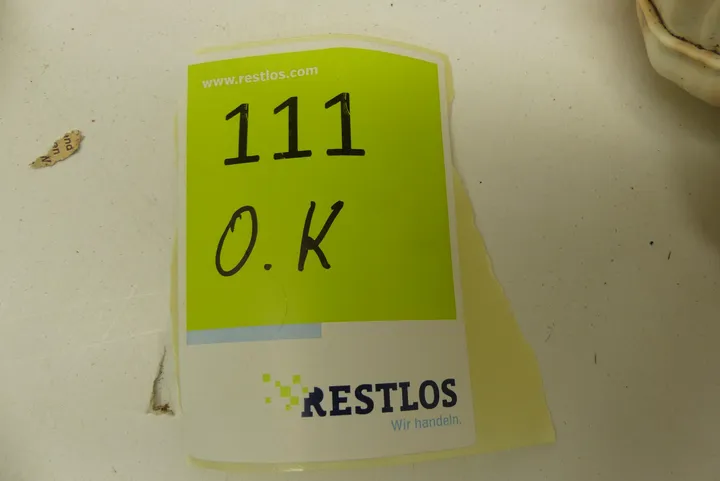 www.restlos.com
111
O.K
RESTLOS
Wir handeln.